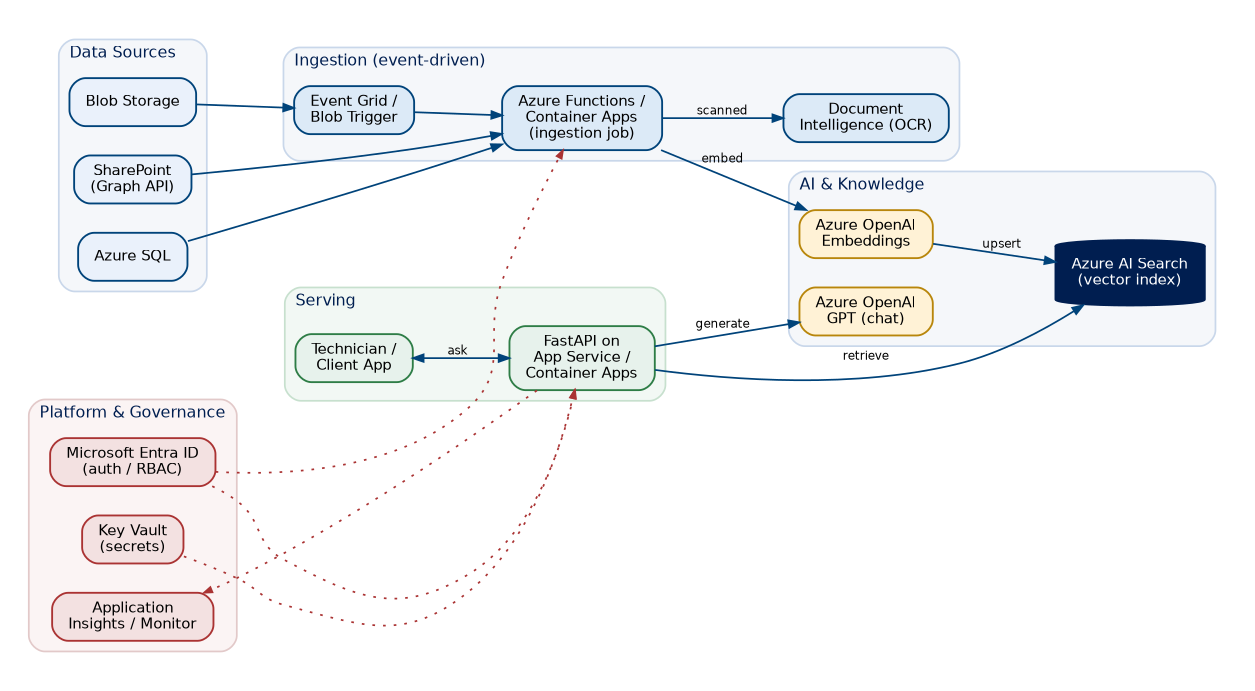 Data Sources
Blob Storage
SharePoint
(Graph API)
Azure SQL
Ingestion (event-driven)
Event Grid /
Blob Trigger
Azure Functions /
Container Apps
(ingestion job)
scanned
Document
Intelligence (OCR)
embed
AI & Knowledge
Azure OpenAI
Embeddings
upsert
Azure AI Search
(vector index)
Azure OpenAI
GPT (chat)
Serving
Technician /
Client App
ask
FastAPI on
App Service /
Container Apps
generate
retrieve
Platform & Governance
Microsoft Entra ID
(auth / RBAC)
Key Vault
(secrets)
Application
Insights / Monitor